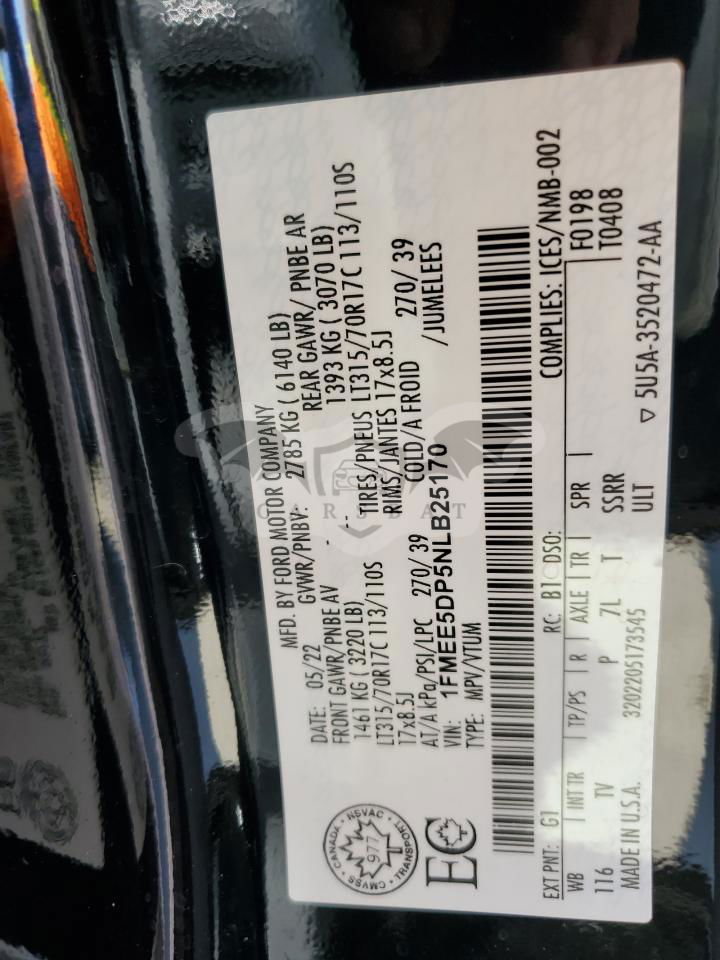 MFD. BY FORD MOTOR COMPANY
DATE: 05/22 GVWR/PNBV: 2785 KG ( 6140 LB)
FRONT GAWR/PNBE AV REAR GAWR/ PNBE AR
1461 KG ( 3220 LB) - 1393 KG ( 3070 LB)
LT315/70R17C 113/110S -- TIRES/PNEUS LT315/70R17C 113/110S
17x8.5J RIMS/JANTES 17x8.5J
AT/A kPa/PSI/LPC 270/ 39 COLD/A FROID 270/ 39
VIN: 1FMEE5DP5NLB25170 /JUMELEES
TYPE: MPV/VTUM
CANADA · NSVAC · TRANSPORT · CMVSS ·
977
EC
COMPLIES: ICES/NMB-002
EXT PNT: G1 RC: B1 DSO: F0198
WB INT TR TP/PS R AXLE TR SPR T0408
116 TV P ZL T SSRR
ULT
MADE IN U.S.A. 3202205173545 5U5A-3520472-AA
CARSBAT